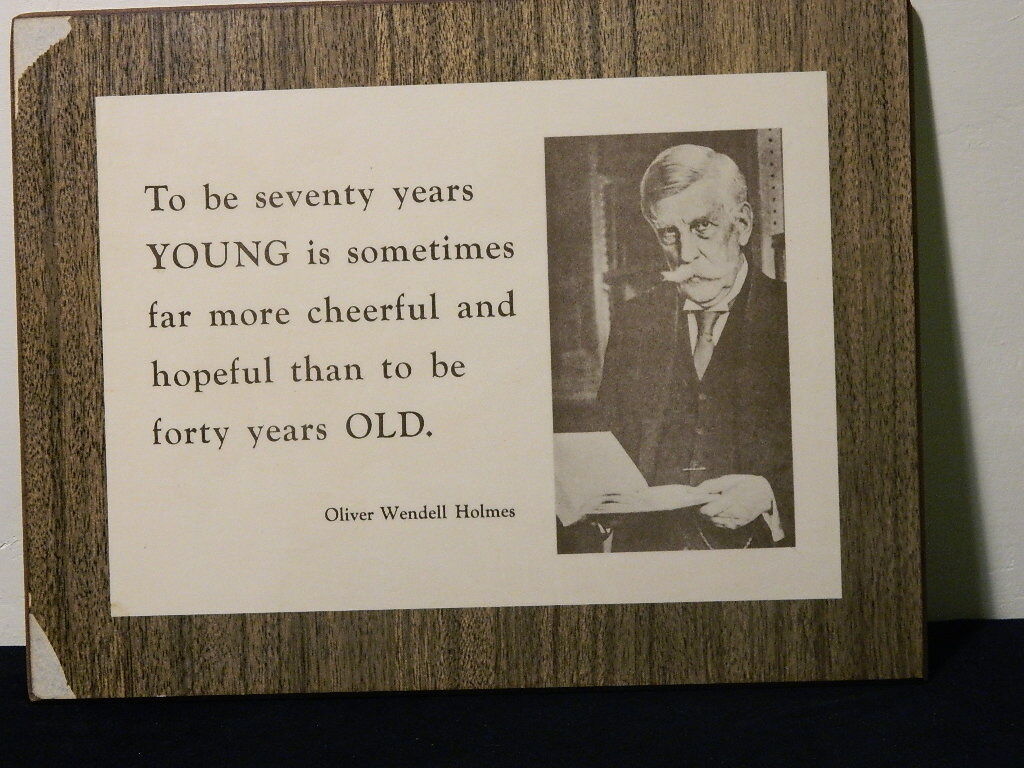 To be seventy years
YOUNG is sometimes
far more cheerful and
hopeful than to be
forty years OLD.
Oliver Wendell Holmes